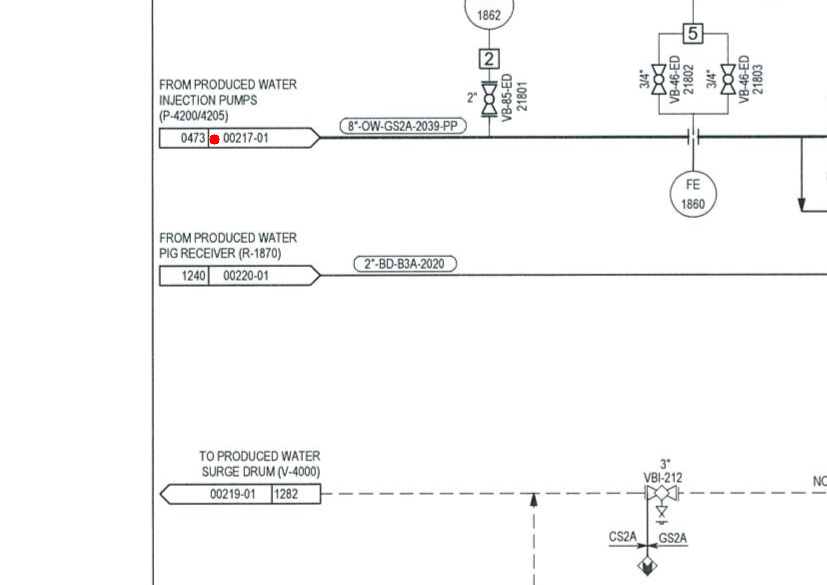 1862
2
2"
VB-85-ED
21801
5
3/4"
VB-46-ED
21802
3/4"
VB-46-ED
21803
FROM PRODUCED WATER
INJECTION PUMPS
(P-4200/4205)
0473 00217-01
8"-OW-GS2A-2039-PP
FE
1860
FROM PRODUCED WATER
PIG RECEIVER (R-1870)
1240 00220-01
2"-BD-B3A-2020
TO PRODUCED WATER
SURGE DRUM (V-4000)
00219-01 1282
3"
VBI-212
NO
CS2A GS2A